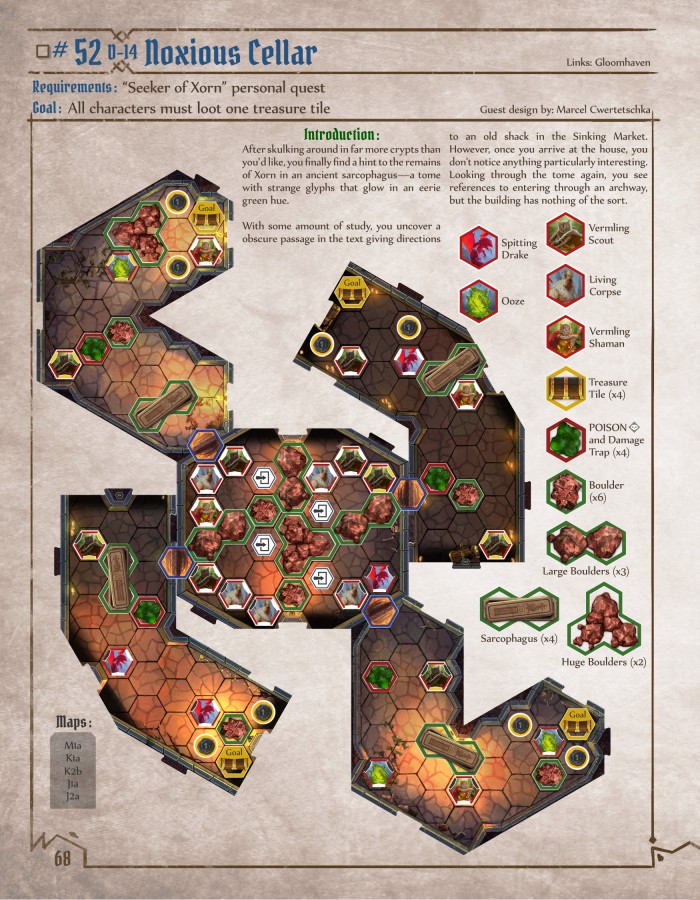 # 52 D-14 Noxious Cellar
Links: Gloomhaven
Requirements: “Seeker of Xorn” personal quest
Goal: All characters must loot one treasure tile
Guest design by: Marcel Cwertetschka
Introduction:
After skulking around in far more crypts than
you’d like, you finally find a hint to the remains
of Xorn in an ancient sarcophagus—a tome
with strange glyphs that glow in an eerie
green hue.
With some amount of study, you uncover a
obscure passage in the text giving directions
to an old shack in the Sinking Market.
However, once you arrive at the house, you
don’t notice anything particularly interesting.
Looking through the tome again, you see
references to entering through an archway,
but the building has nothing of the sort.
Spitting
Drake
Vermling
Scout
Ooze
Living
Corpse
Vermling
Shaman
Treasure
Tile (x4)
POISON
and Damage
Trap (x4)
Boulder
(x6)
Large Boulders (x3)
Sarcophagus (x4)
Huge Boulders (x2)
Goal
Goal
Goal
Goal
Maps:
M1a
K1a
K2b
J1a
J2a
68